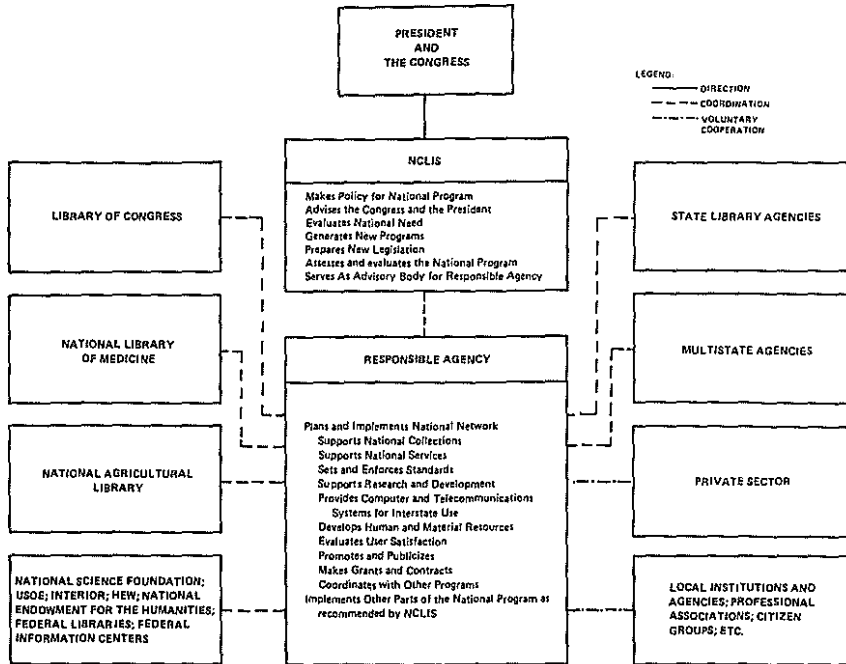 PRESIDENT
AND
THE CONGRESS
LEGEND:
DIRECTION
COORDINATION
VOLUNTARY
COOPERATION
NCLIS
Makes Policy for National Program
Advises the Congress and the President
Evaluates National Need
Generates New Programs
Prepares New Legislation
Assesses and evaluates the National Program
Serves As Advisory Body for Responsible Agency
LIBRARY OF CONGRESS
NATIONAL LIBRARY
OF MEDICINE
NATIONAL AGRICULTURAL
LIBRARY
NATIONAL SCIENCE FOUNDATION;
USOE; INTERIOR; HEW; NATIONAL
ENDOWMENT FOR THE HUMANITIES;
FEDERAL LIBRARIES; FEDERAL
INFORMATION CENTERS
RESPONSIBLE AGENCY
Plans and Implements National Network
Supports National Collections
Supports National Services
Sets and Enforces Standards
Supports Research and Development
Provides Computer and Telecommunications
Systems for Interstate Use
Develops Human and Material Resources
Evaluates User Satisfaction
Promotes and Publicizes
Makes Grants and Contracts
Coordinates with Other Programs
Implements Other Parts of the National Program as
recommended by NCLIS
STATE LIBRARY AGENCIES
MULTISTATE AGENCIES
PRIVATE SECTOR
LOCAL INSTITUTIONS AND
AGENCIES; PROFESSIONAL
ASSOCIATIONS; CITIZEN
GROUPS; ETC.